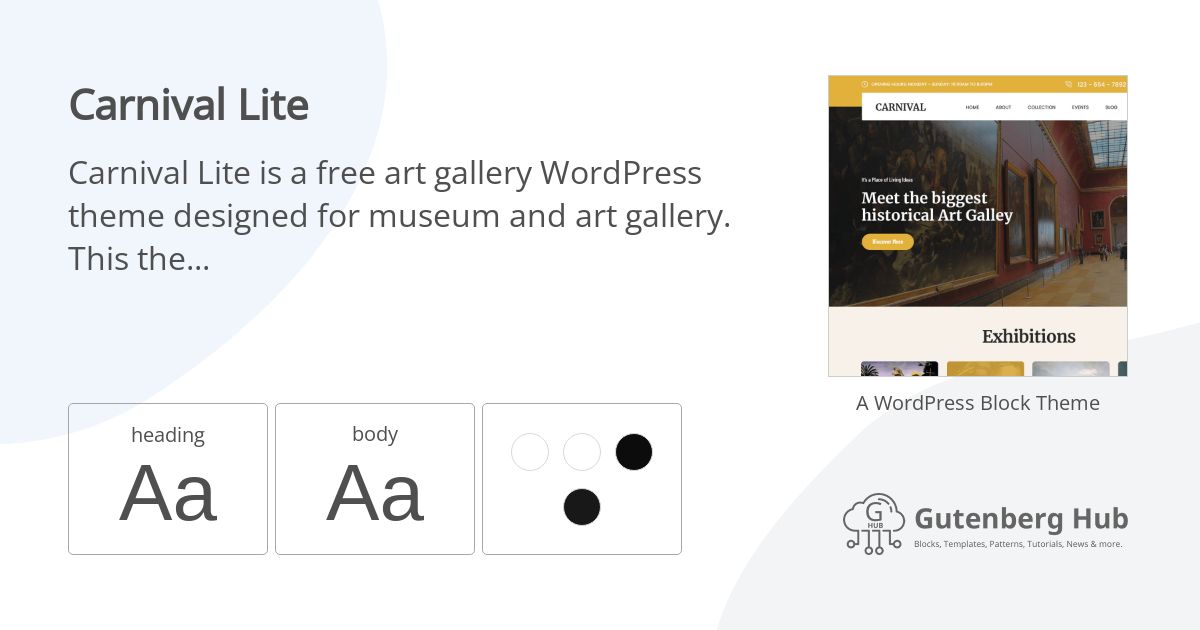 Carnival Lite
Carnival Lite is a free art gallery WordPress
theme designed for museum and art gallery.
This the...
heading
Aa
body
Aa
OPENING HOURS: MONDAY - SUNDAY: 10:00AM TO 8:00PM
123 - 654 - 7892
CARNIVAL
HOME ABOUT COLLECTION EVENTS BLOG
It's a Place of Living Ideas
Meet the biggest
historical Art Galley
Discover More
Exhibitions
A WordPress Block Theme
G
HUB
Gutenberg Hub
Blocks, Templates, Patterns, Tutorials, News & more.